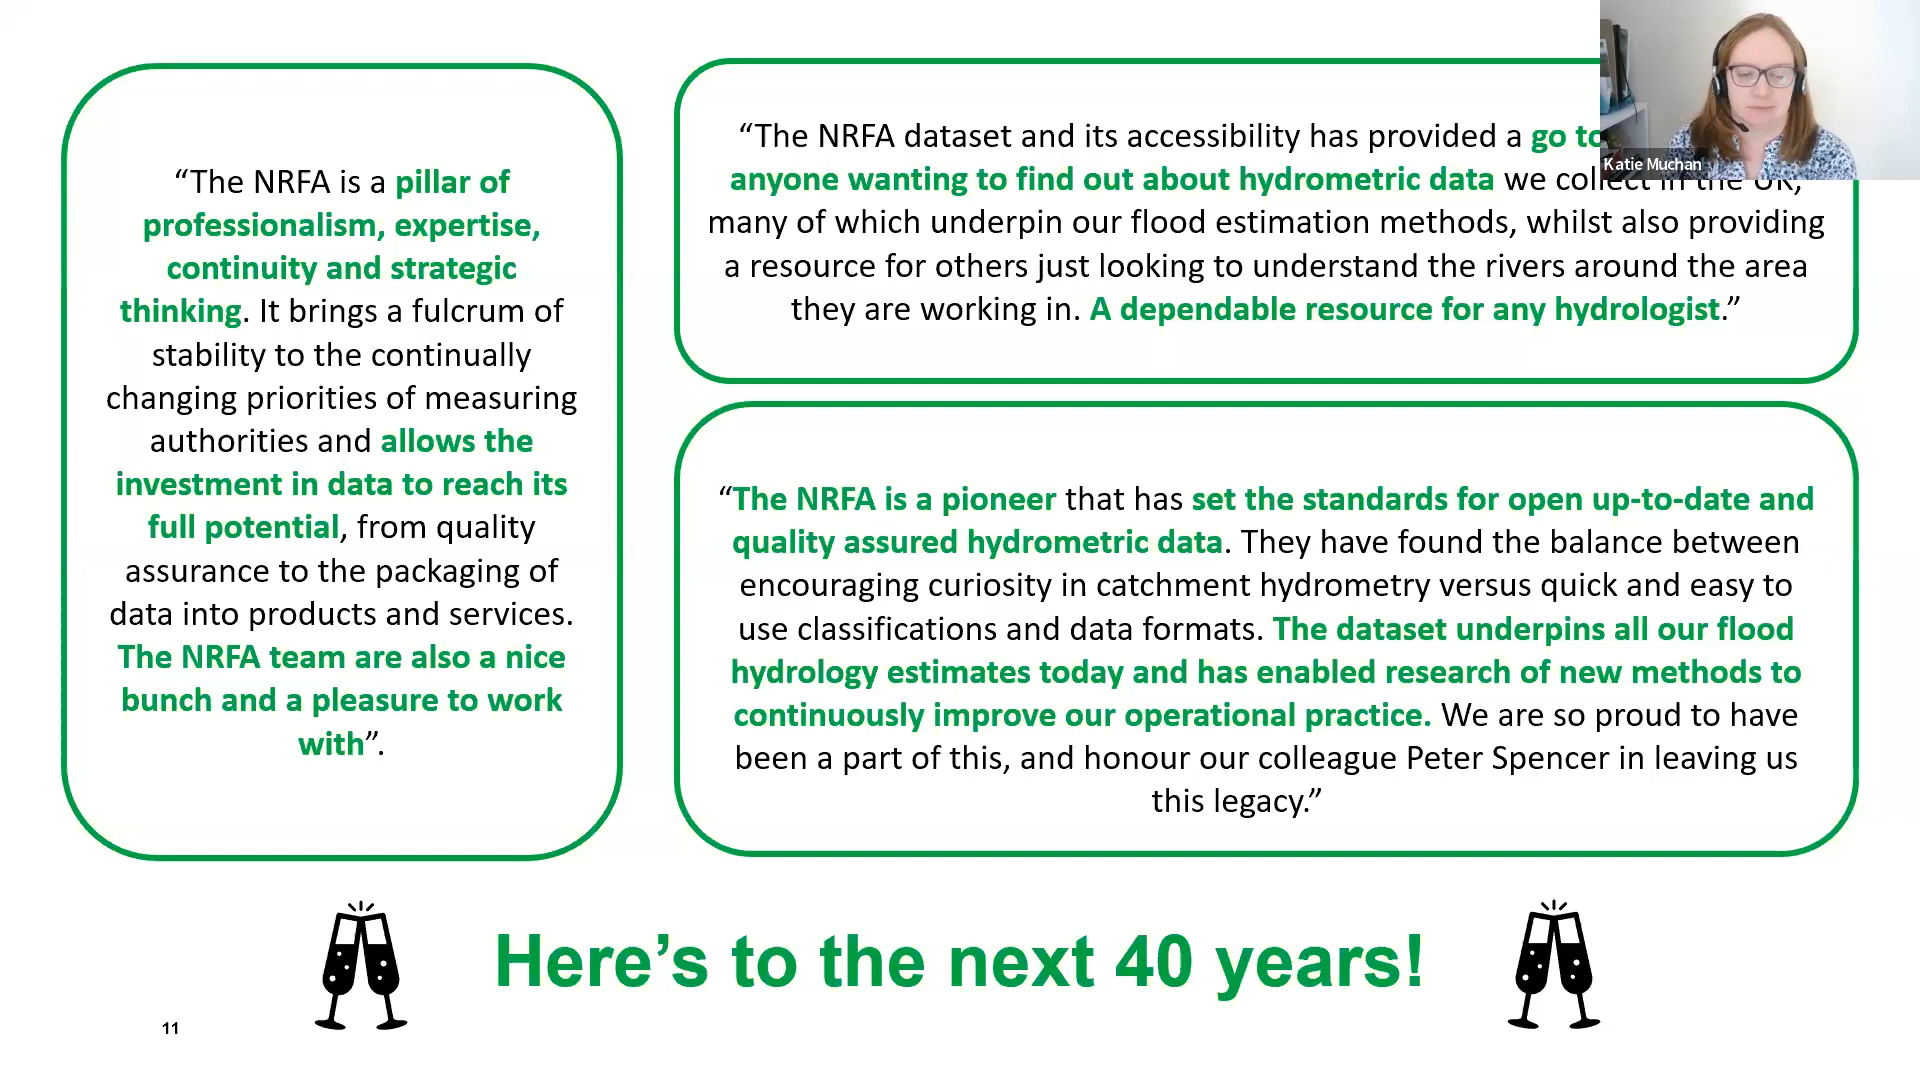 “The NRFA is a pillar of
professionalism, expertise,
continuity and strategic
thinking. It brings a fulcrum of
stability to the continually
changing priorities of measuring
authorities and allows the
investment in data to reach its
full potential, from quality
assurance to the packaging of
data into products and services.
The NRFA team are also a nice
bunch and a pleasure to work
with”.
“The NRFA dataset and its accessibility has provided a go to
anyone wanting to find out about hydrometric data we collect in the UK,
many of which underpin our flood estimation methods, whilst also providing
a resource for others just looking to understand the rivers around the area
they are working in. A dependable resource for any hydrologist.”
Katie Muchan
“The NRFA is a pioneer that has set the standards for open up-to-date and
quality assured hydrometric data. They have found the balance between
encouraging curiosity in catchment hydrometry versus quick and easy to
use classifications and data formats. The dataset underpins all our flood
hydrology estimates today and has enabled research of new methods to
continuously improve our operational practice. We are so proud to have
been a part of this, and honour our colleague Peter Spencer in leaving us
this legacy.”
Here’s to the next 40 years!
11